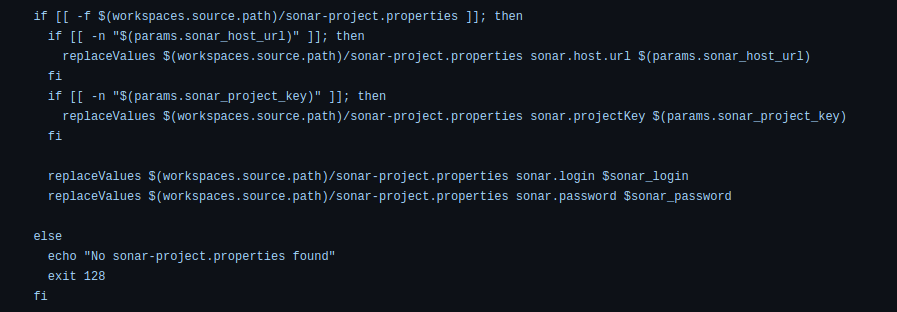 if [[ -f $(workspaces.source.path)/sonar-project.properties ]]; then
if [[ -n "$(params.sonar_host_url)" ]]; then
replaceValues $(workspaces.source.path)/sonar-project.properties sonar.host.url $(params.sonar_host_url)
fi
if [[ -n "$(params.sonar_project_key)" ]]; then
replaceValues $(workspaces.source.path)/sonar-project.properties sonar.projectKey $(params.sonar_project_key)
fi
replaceValues $(workspaces.source.path)/sonar-project.properties sonar.login $sonar_login
replaceValues $(workspaces.source.path)/sonar-project.properties sonar.password $sonar_password
else
echo "No sonar-project.properties found"
exit 128
fi